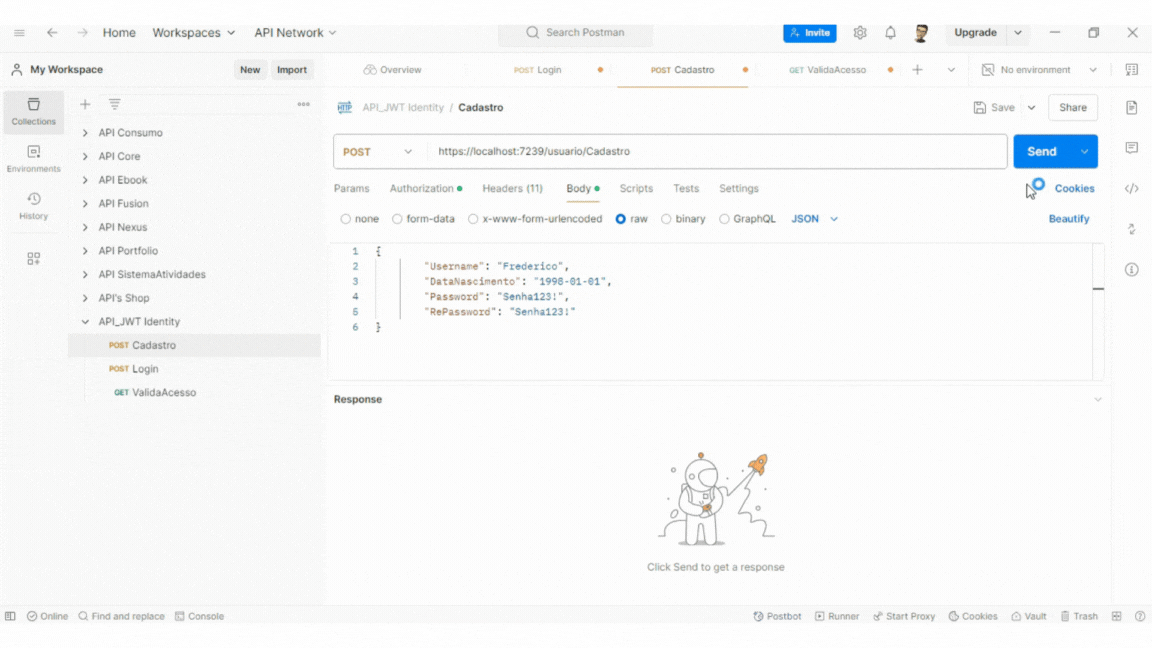 Home Workspaces API Network Search Postman Invite Upgrade
My Workspace New Import Overview POST Login POST Cadastro GET ValidaAcesso No environment
Collections
Environments
History
API Consumo
API Core
API Ebook
API Fusion
API Nexus
API Portfolio
API SistemaAtividades
API's Shop
API_JWT Identity
POST Cadastro
POST Login
GET ValidaAcesso
HTTP API_JWT Identity / Cadastro Save Share
POST https://localhost:7239/usuario/Cadastro Send
Params Authorization Headers (11) Body Scripts Tests Settings Cookies
none form-data x-www-form-urlencoded raw binary GraphQL JSON Beautify
1 {
2 "Username": "Frederico",
3 "DataNascimento": "1998-01-01",
4 "Password": "Senha123!",
5 "RePassword": "Senha123!"
6 }
Response
Click Send to get a response
Online Find and replace Console Postbot Runner Start Proxy Cookies Vault Trash